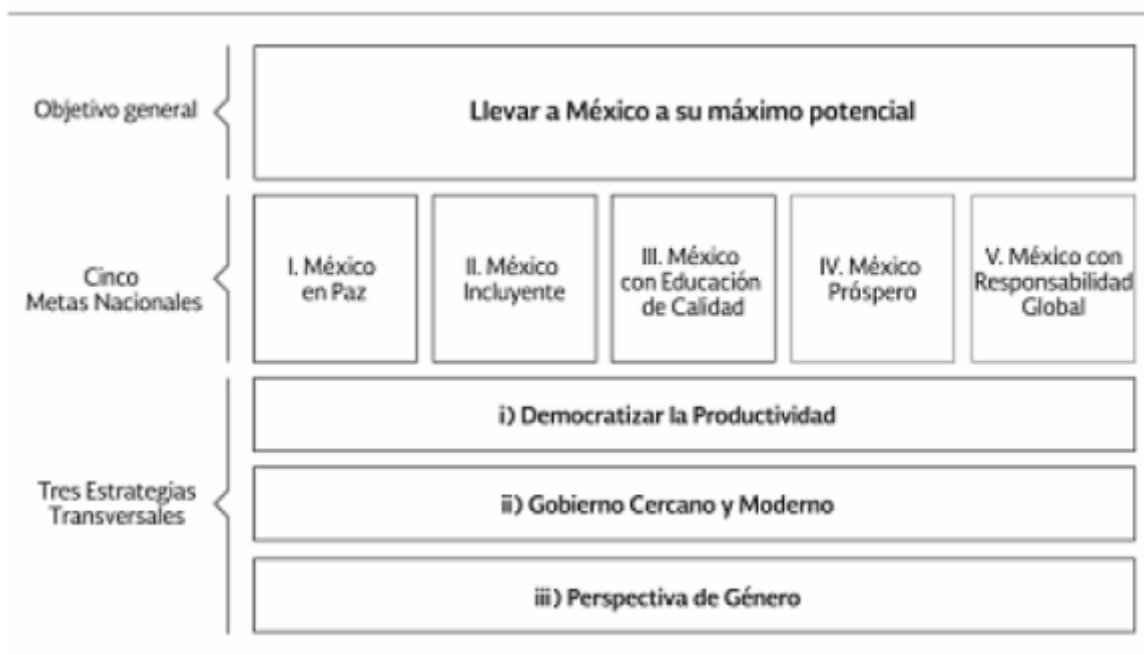 Objetivo general
Llevar a México a su máximo potencial
Cinco
Metas Nacionales
I. México
en Paz
II. México
Incluyente
III. México
con Educación
de Calidad
IV. México
Próspero
V. México con
Responsabilidad
Global
Tres Estrategias
Transversales
i) Democratizar la Productividad
ii) Gobierno Cercano y Moderno
iii) Perspectiva de Género